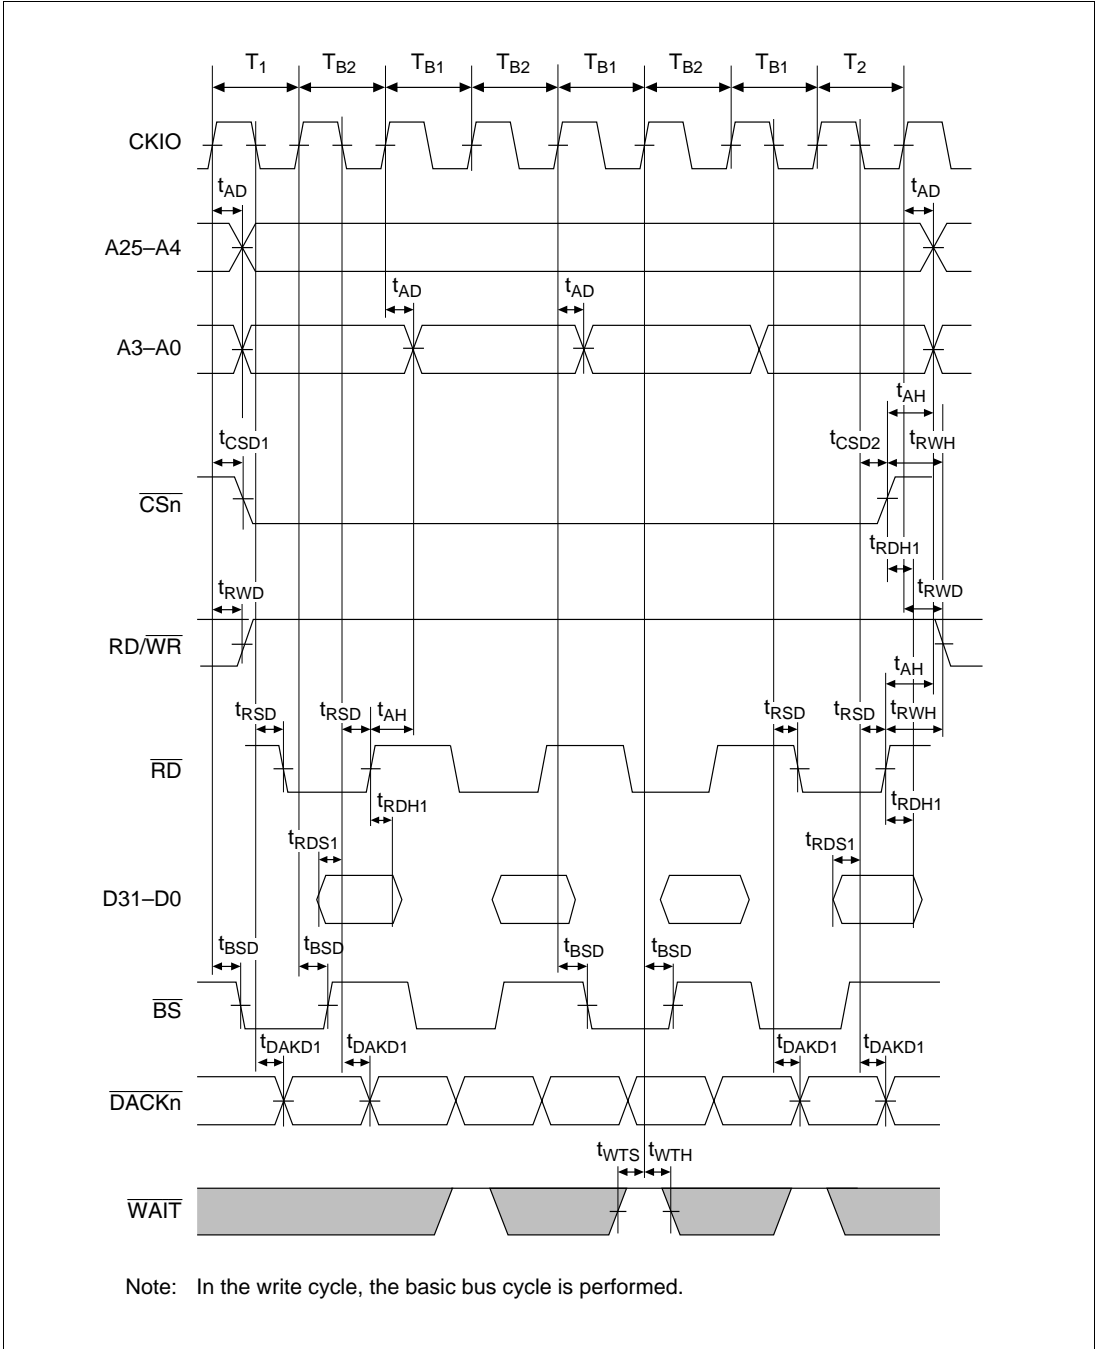 T1 TB2 TB1 TB2 TB1 TB2 TB1 T2
CKIO
tAD tAD
A25–A4
tAD tAD
A3–A0
tAH
tCSD1 tCSD2 tRWH
CSn
tRDH1
tRWD tRWD
RD/WR
tAH
tRSD tRSD tAH tRSD tRSD tRWH
RD
tRDH1 tRDH1
tRDS1 tRDS1
D31–D0
tBSD tBSD tBSD tBSD
BS
tDAKD1 tDAKD1 tDAKD1 tDAKD1
DACKn
tWTS tWTH
WAIT
Note: In the write cycle, the basic bus cycle is performed.